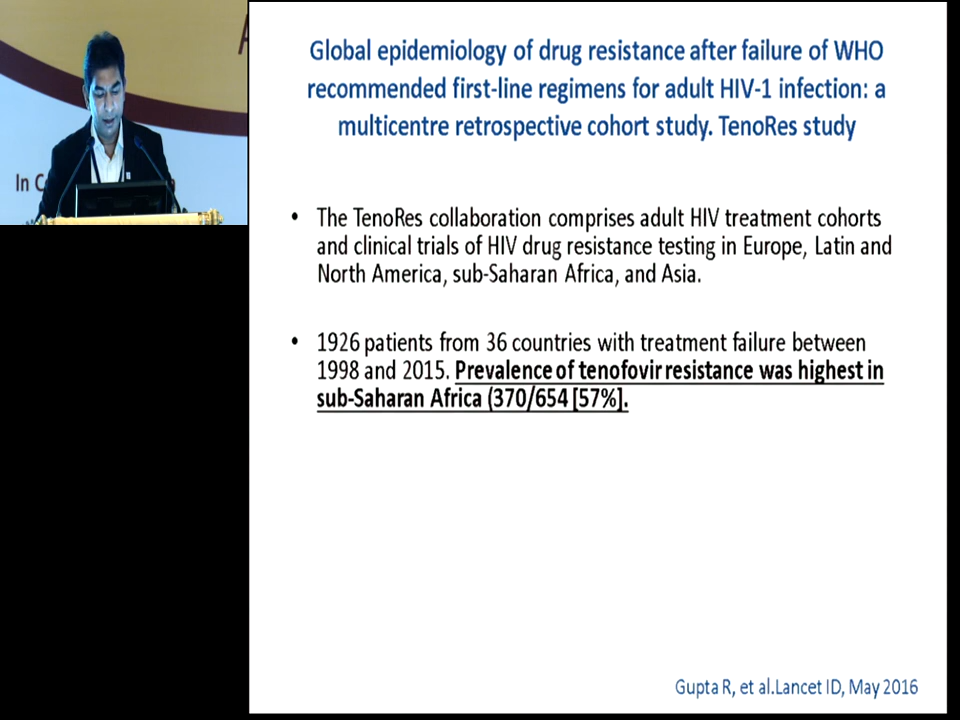 In C
Global epidemiology of drug resistance after failure of WHO
recommended first-line regimens for adult HIV-1 infection: a
multicentre retrospective cohort study. TenoRes study
• The TenoRes collaboration comprises adult HIV treatment cohorts
and clinical trials of HIV drug resistance testing in Europe, Latin and
North America, sub-Saharan Africa, and Asia.
• 1926 patients from 36 countries with treatment failure between
1998 and 2015. Prevalence of tenofovir resistance was highest in
sub-Saharan Africa (370/654 [57%].
Gupta R, et al.Lancet ID, May 2016